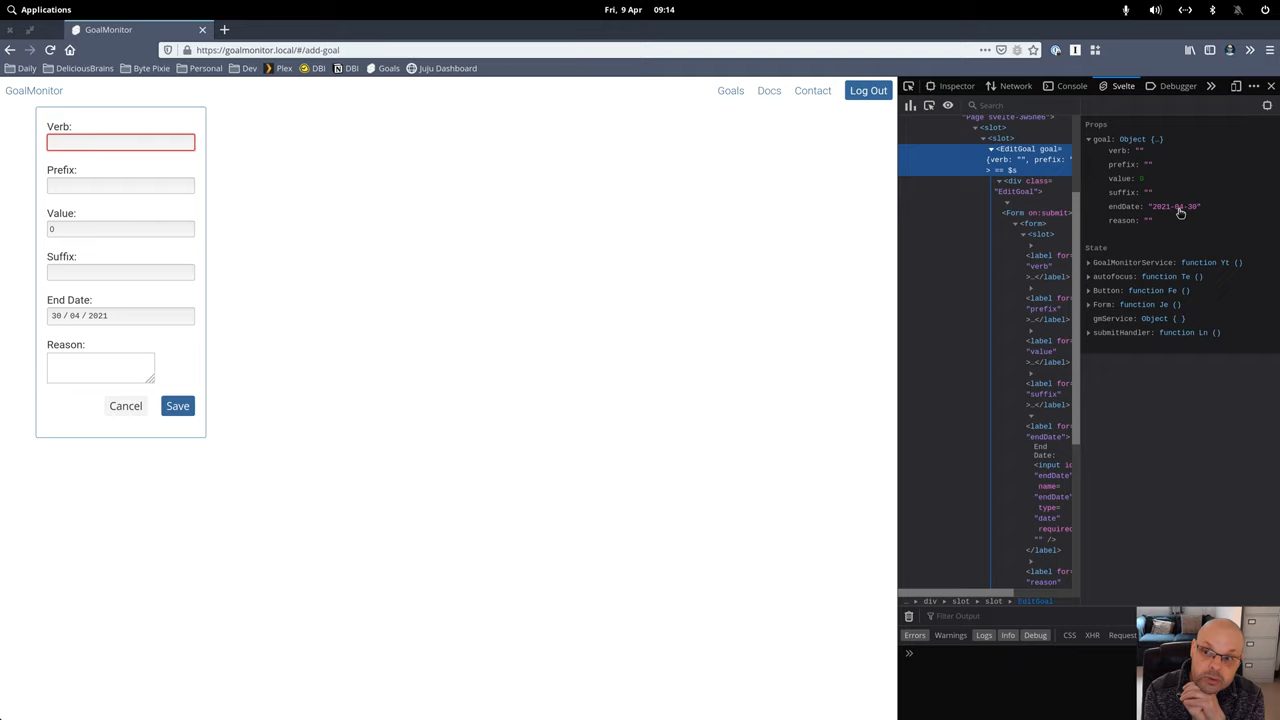 Applications
Fri, 9 Apr 09:14
GoalMonitor
https://goalmonitor.local/#/add-goal
Daily DeliciousBrains Byte Pixie Personal Dev Plex DBI DBI Goals Juju Dashboard
GoalMonitor
Goals Docs Contact Log Out
Verb:
Prefix:
Value:
0
Suffix:
End Date:
30 / 04 / 2021
Reason:
Cancel Save
Inspector Network Console Svelte Debugger
Search
<slot>
<slot>
<EditGoal goal=
{verb: "", prefix: "
> == $s
<div class=
"EditGoal">
<Form on:submit>
<form>
<slot>
<label for=
"verb"
>…</label>
<label for=
"prefix"
>…</label>
<label for=
"value"
>…</label>
<label for=
"suffix"
>…</label>
<label for=
"endDate">
End
Date:
<input id
"endDate"
name=
"endDate"
type=
"date"
required
"" />
</label>
<label for=
"reason"
… div slot slot EditGoal
Props
goal: Object {…}
verb: ""
prefix: ""
value: 0
suffix: ""
endDate: "2021-04-30"
reason: ""
State
GoalMonitorService: function Yt ()
autofocus: function Te ()
Button: function Fe ()
Form: function Je ()
gmService: Object { }
submitHandler: function Ln ()
Filter Output
Errors Warnings Logs Info Debug CSS XHR Request